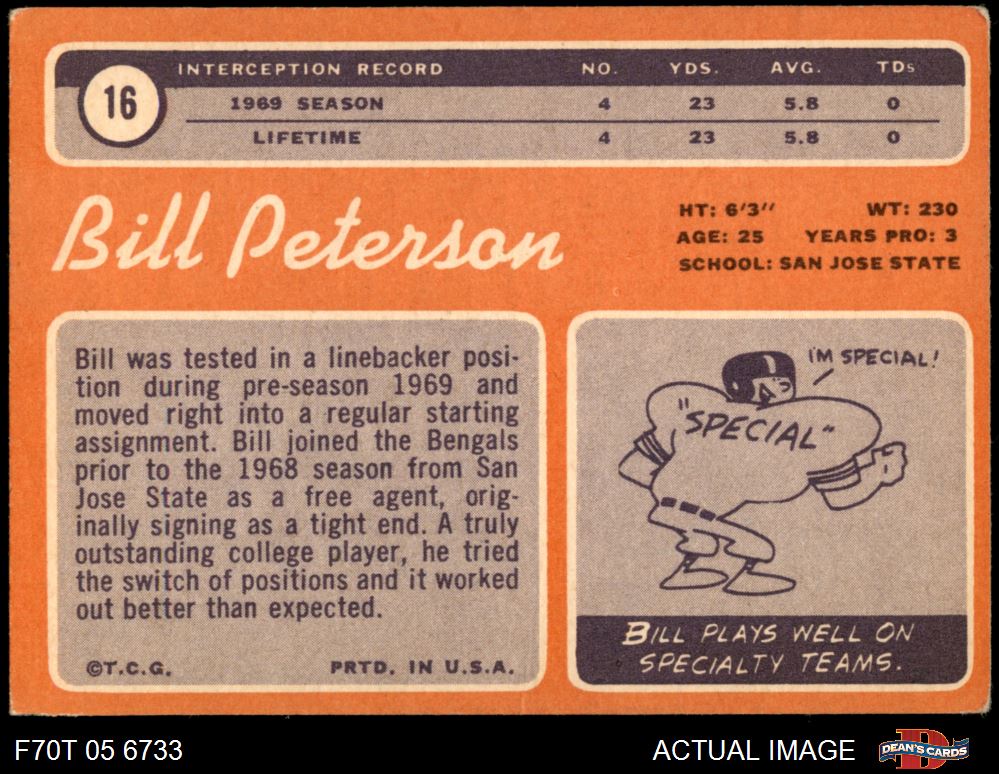 16
INTERCEPTION RECORD NO. YDS. AVG. TDs
1969 SEASON 4 23 5.8 0
LIFETIME 4 23 5.8 0
Bill Peterson
HT: 6'3" WT: 230
AGE: 25 YEARS PRO: 3
SCHOOL: SAN JOSE STATE
Bill was tested in a linebacker posi-
tion during pre-season 1969 and
moved right into a regular starting
assignment. Bill joined the Bengals
prior to the 1968 season from San
Jose State as a free agent, orig-
inally signing as a tight end. A truly
outstanding college player, he tried
the switch of positions and it worked
out better than expected.
©T.C.G. PRTD. IN U.S.A.
I'M SPECIAL!
"SPECIAL"
BILL PLAYS WELL ON
SPECIALTY TEAMS.
F70T 05 6733
ACTUAL IMAGE
D
DEAN'S CARDS